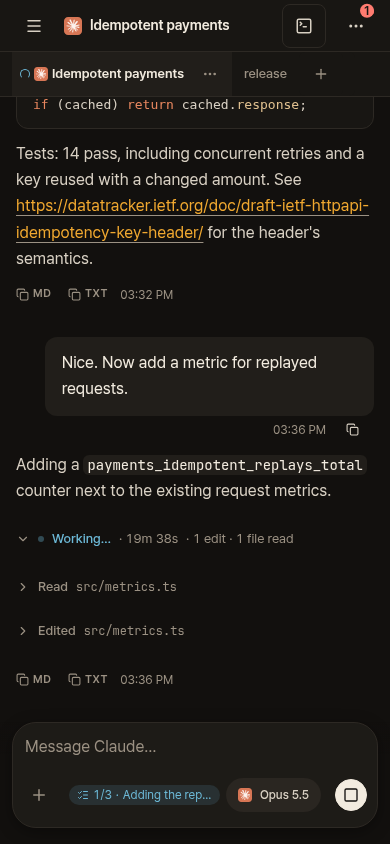 Idempotent payments
1
Idempotent payments
release
if (cached) return cached.response;
Tests: 14 pass, including concurrent retries and a
key reused with a changed amount. See
https://datatracker.ietf.org/doc/draft-ietf-httpapi-
idempotency-key-header/ for the header's
semantics.
MD TXT 03:32 PM
Nice. Now add a metric for replayed
requests.
03:36 PM
Adding a payments_idempotent_replays_total
counter next to the existing request metrics.
Working... · 19m 38s · 1 edit · 1 file read
Read src/metrics.ts
Edited src/metrics.ts
MD TXT 03:36 PM
Message Claude...
1/3 · Adding the rep...
Opus 5.5